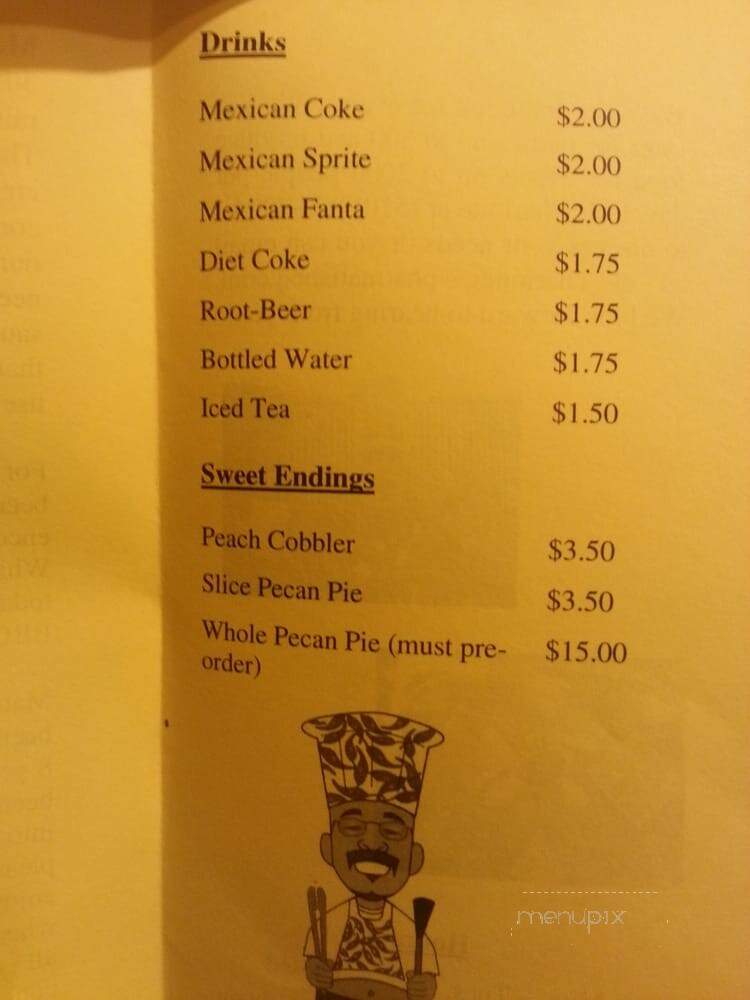 Drinks
Mexican Coke $2.00
Mexican Sprite $2.00
Mexican Fanta $2.00
Diet Coke $1.75
Root-Beer $1.75
Bottled Water $1.75
Iced Tea $1.50
Sweet Endings
Peach Cobbler $3.50
Slice Pecan Pie $3.50
Whole Pecan Pie (must pre- $15.00
order)
menupix